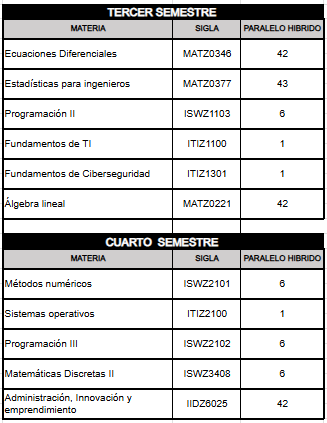 TERCER SEMESTRE
MATERIA SIGLA PARALELO HIBRIDO
Ecuaciones Diferenciales MATZ0346 42
Estadísticas para ingenieros MATZ0377 43
Programación II ISWZ1103 6
Fundamentos de TI ITIZ1100 1
Fundamentos de Ciberseguridad ITIZ1301 1
Álgebra lineal MATZ0221 42
CUARTO SEMESTRE
MATERIA SIGLA PARALELO HIBRIDO
Métodos numéricos ISWZ2101 6
Sistemas operativos ITIZ2100 1
Programación III ISWZ2102 6
Matemáticas Discretas II ISWZ3408 6
Administración, Innovación y
emprendimiento IIDZ6025 42